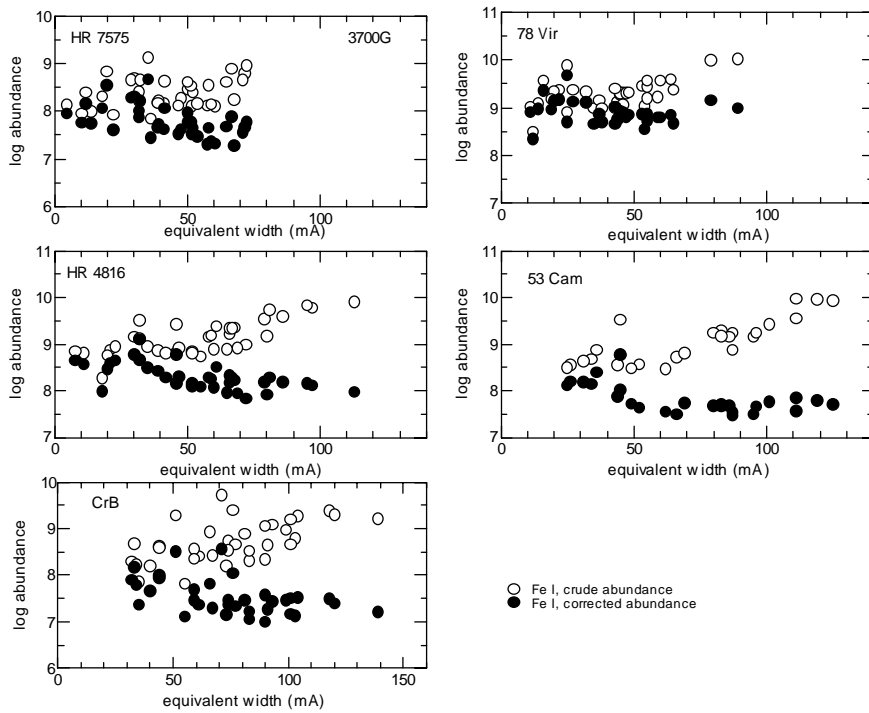 HR 7575
3700G
log abundance
10
9
8
7
6
0
50
100
equivalent width (mA)
78 Vir
log abundance
11
10
9
8
7
0
50
100
equivalent width (mA)
HR 4816
log abundance
11
10
9
8
7
0
50
100
equivalent width (mA)
53 Cam
log abundance
11
10
9
8
7
0
50
100
equivalent width (mA)
CrB
log abundance
10
9
8
7
6
0
50
100
150
equivalent width (mA)
Fe I, crude abundance
Fe I, corrected abundance